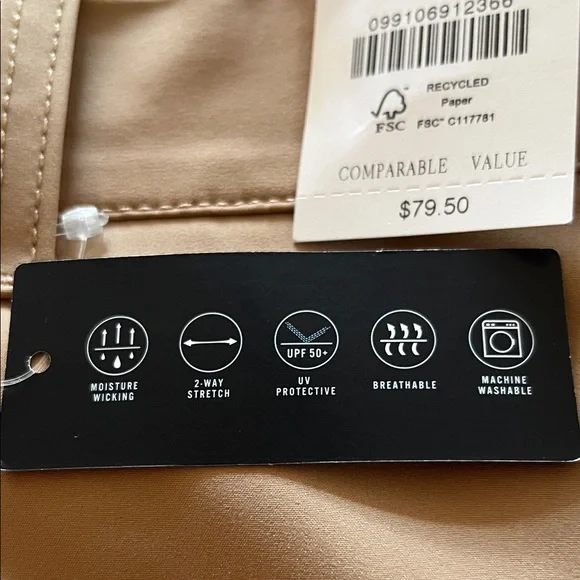 099106912366
RECYCLED
Paper
FSC
FSC™ C117781
COMPARABLE VALUE
$79.50
UPF 50+
MOISTURE
WICKING
2-WAY
STRETCH
UV
PROTECTIVE
BREATHABLE
MACHINE
WASHABLE